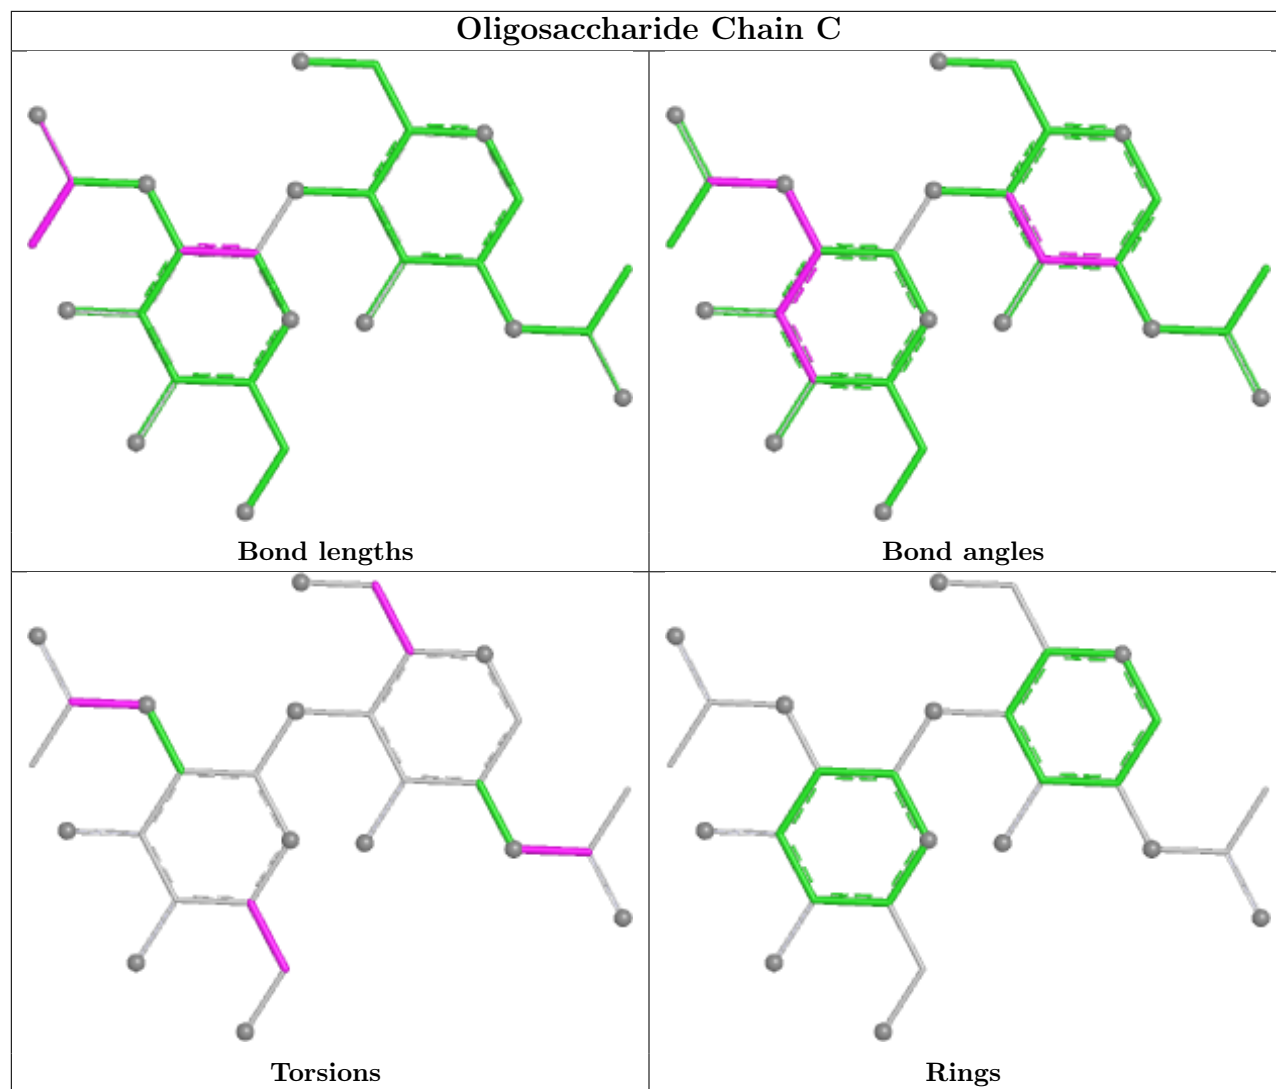 Oligosaccharide Chain C
Bond lengths
Bond angles
Torsions
Rings